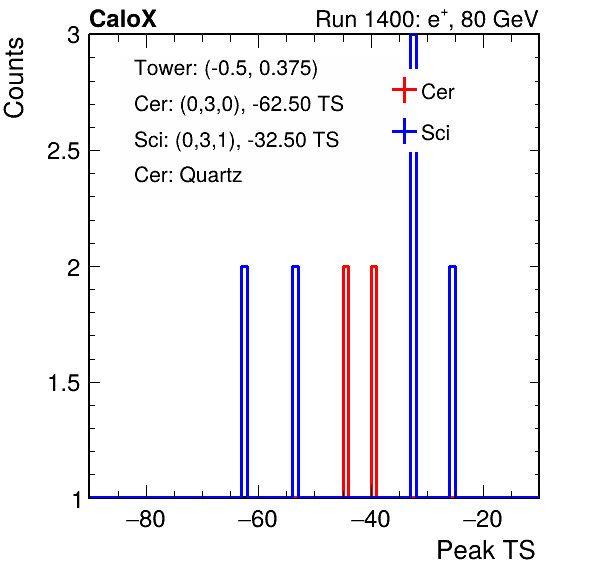 CaloX Run 1400: e+, 80 GeV
Counts
3
2.5
2
1.5
1
Tower: (-0.5, 0.375)
Cer: (0,3,0), -62.50 TS
Sci: (0,3,1), -32.50 TS
Cer: Quartz
Cer
Sci
−80 −60 −40 −20
Peak TS